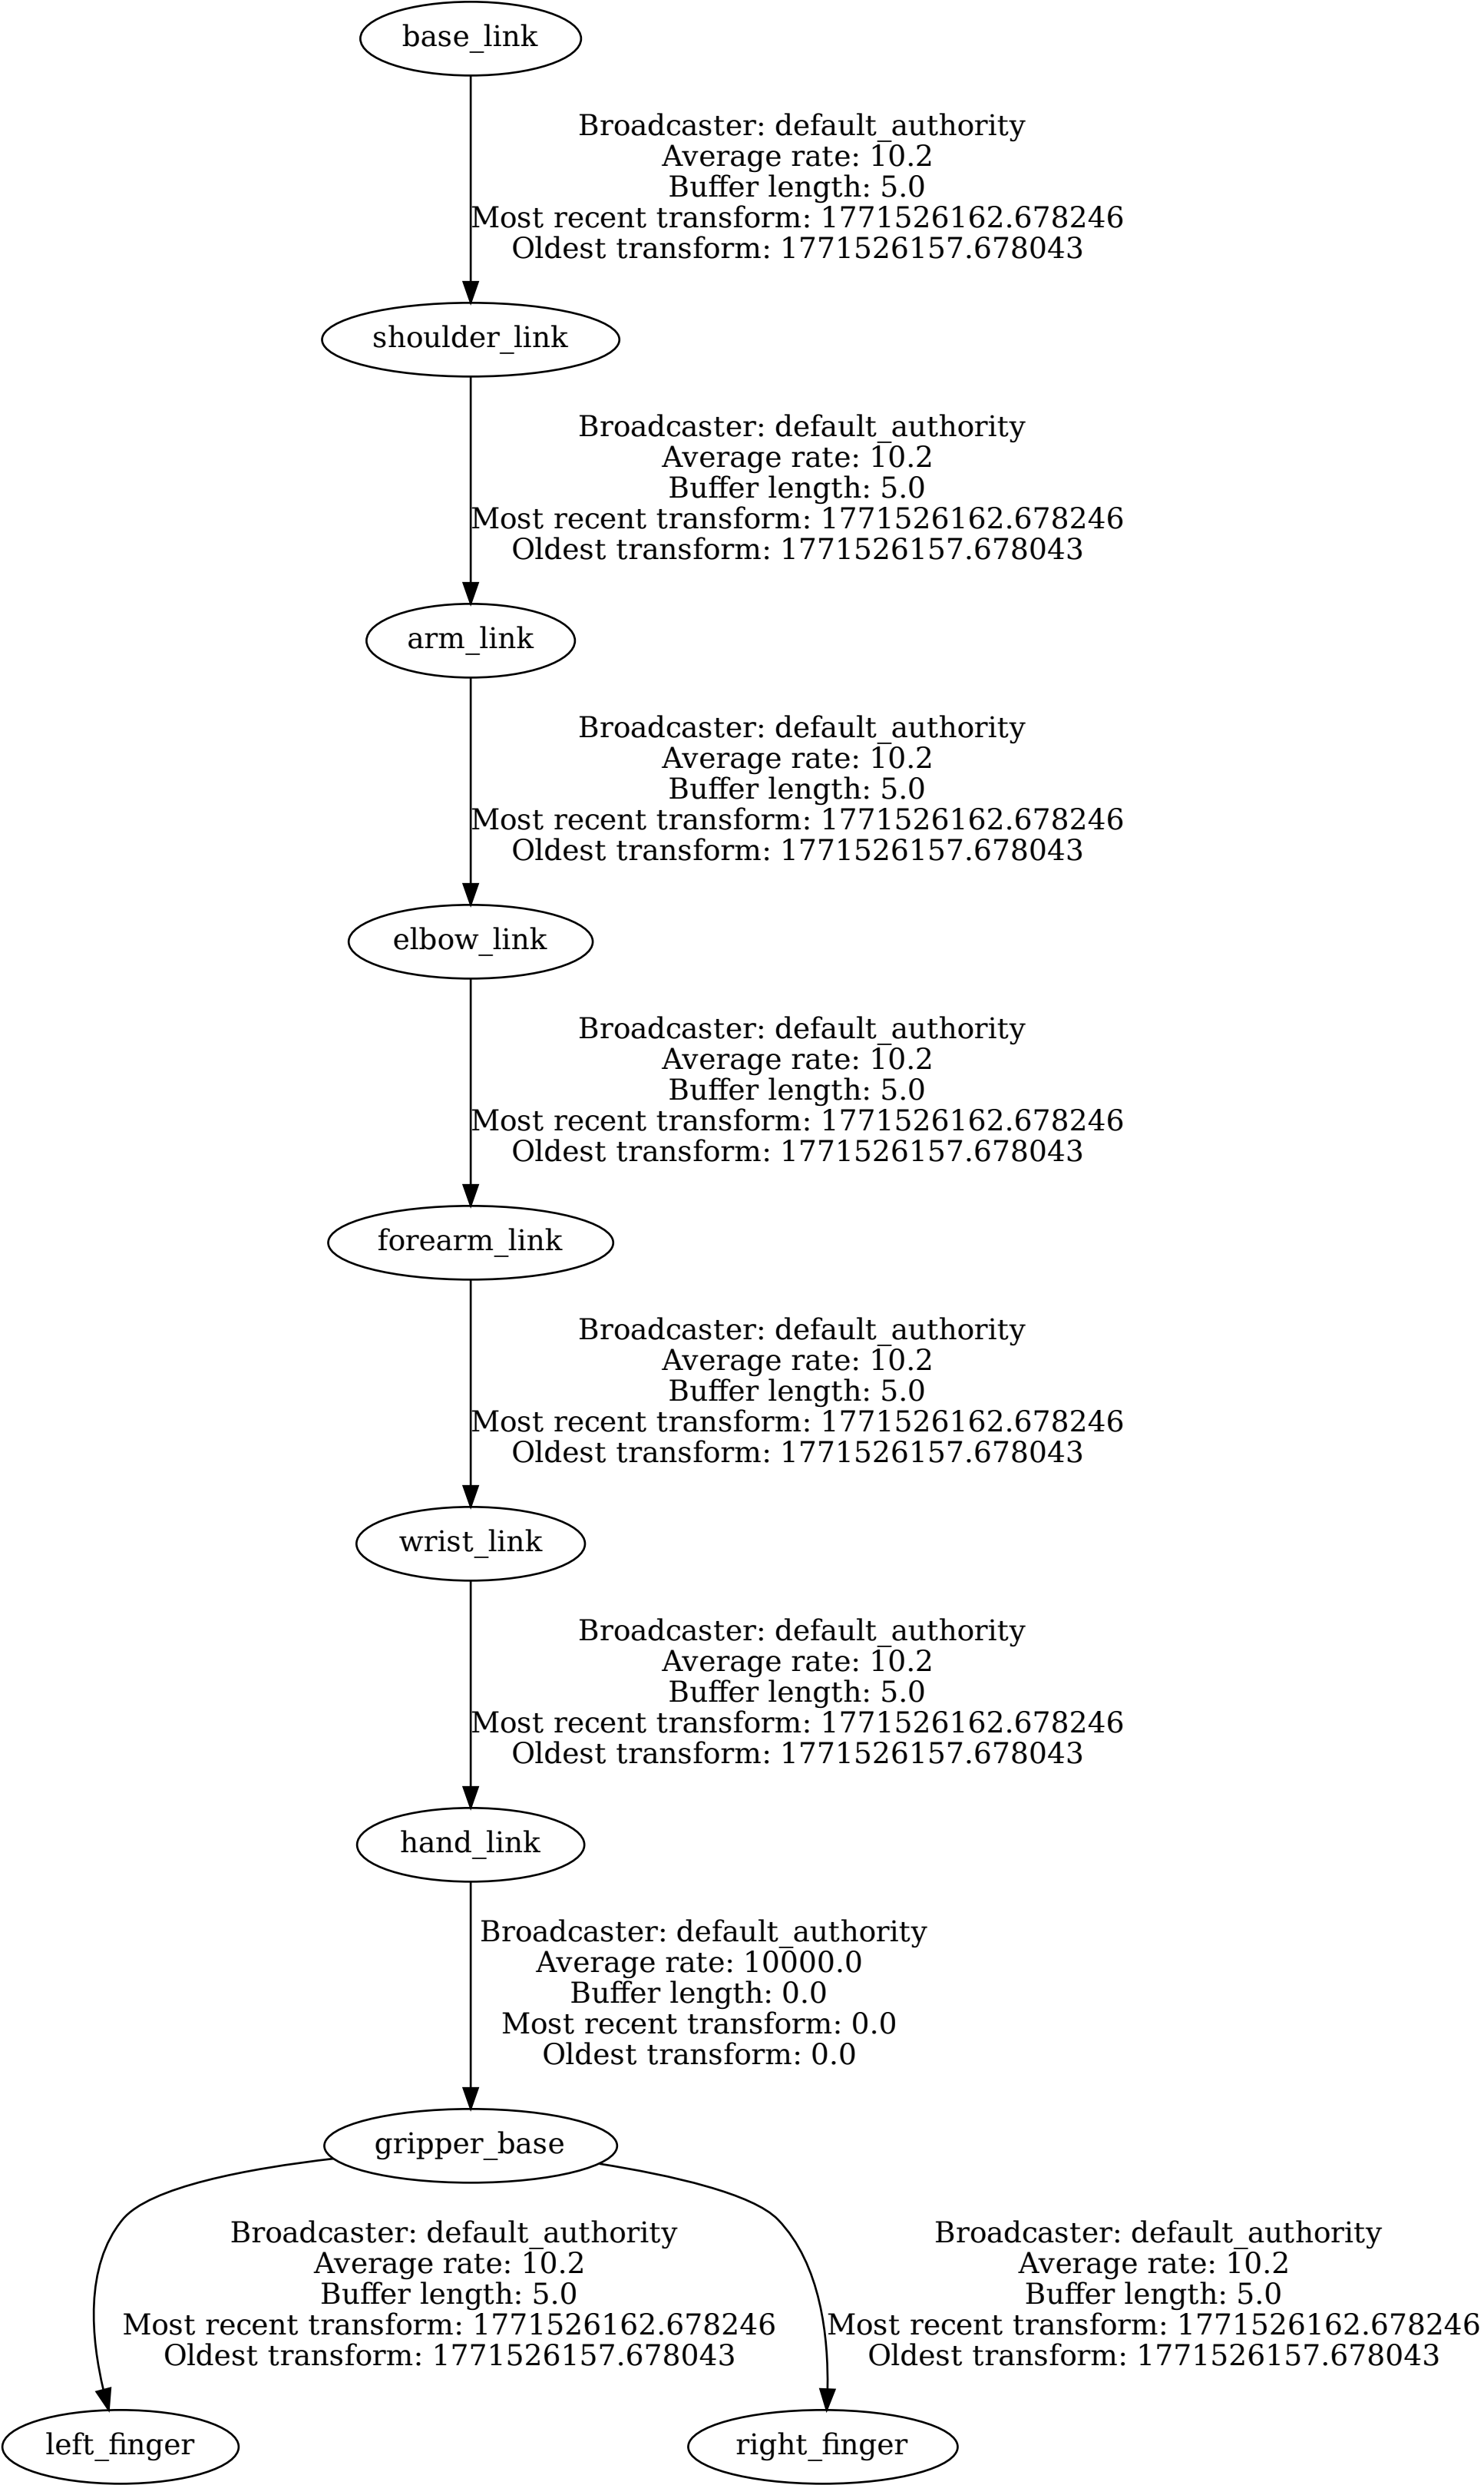 base_link
Broadcaster: default_authority
Average rate: 10.2
Buffer length: 5.0
Most recent transform: 1771526162.678246
Oldest transform: 1771526157.678043
shoulder_link
Broadcaster: default_authority
Average rate: 10.2
Buffer length: 5.0
Most recent transform: 1771526162.678246
Oldest transform: 1771526157.678043
arm_link
Broadcaster: default_authority
Average rate: 10.2
Buffer length: 5.0
Most recent transform: 1771526162.678246
Oldest transform: 1771526157.678043
elbow_link
Broadcaster: default_authority
Average rate: 10.2
Buffer length: 5.0
Most recent transform: 1771526162.678246
Oldest transform: 1771526157.678043
forearm_link
Broadcaster: default_authority
Average rate: 10.2
Buffer length: 5.0
Most recent transform: 1771526162.678246
Oldest transform: 1771526157.678043
wrist_link
Broadcaster: default_authority
Average rate: 10.2
Buffer length: 5.0
Most recent transform: 1771526162.678246
Oldest transform: 1771526157.678043
hand_link
Broadcaster: default_authority
Average rate: 10000.0
Buffer length: 0.0
Most recent transform: 0.0
Oldest transform: 0.0
gripper_base
Broadcaster: default_authority
Average rate: 10.2
Buffer length: 5.0
Most recent transform: 1771526162.678246
Oldest transform: 1771526157.678043
Broadcaster: default_authority
Average rate: 10.2
Buffer length: 5.0
Most recent transform: 1771526162.678246
Oldest transform: 1771526157.678043
left_finger
right_finger